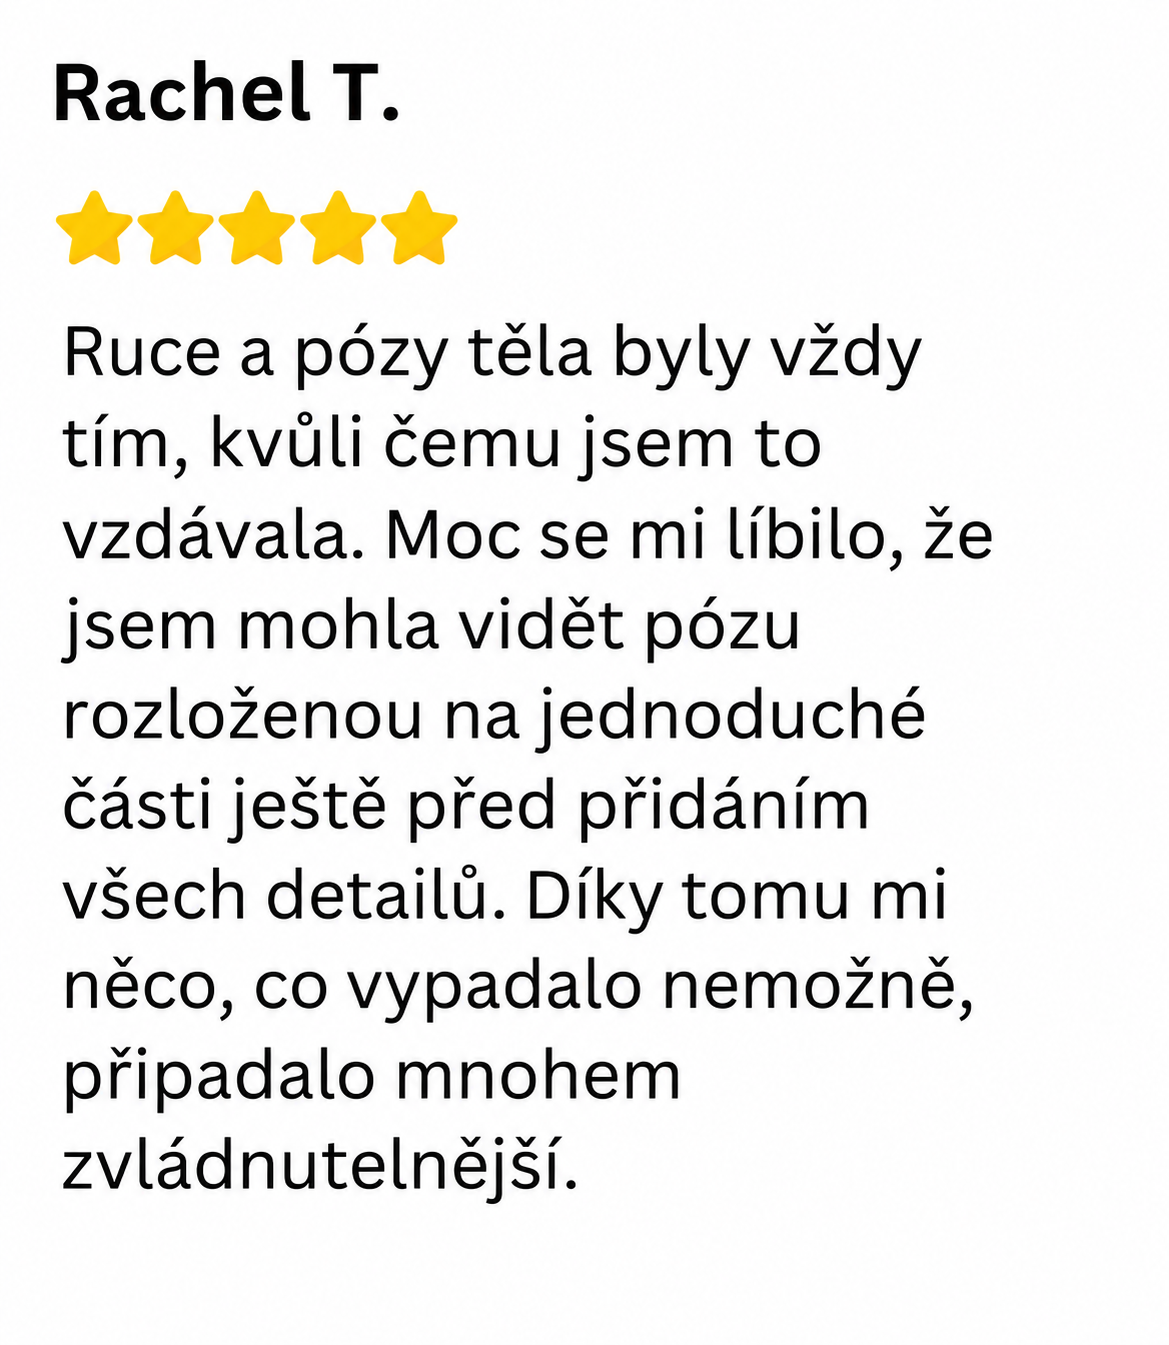 Rachel T.
Ruce a pózy těla byly vždy
tím, kvůli čemu jsem to
vzdávala. Moc se mi líbilo, že
jsem mohla vidět pózu
rozloženou na jednoduché
části ještě před přidáním
všech detailů. Díky tomu mi
něco, co vypadalo nemožně,
připadalo mnohem
zvládnutelnější.